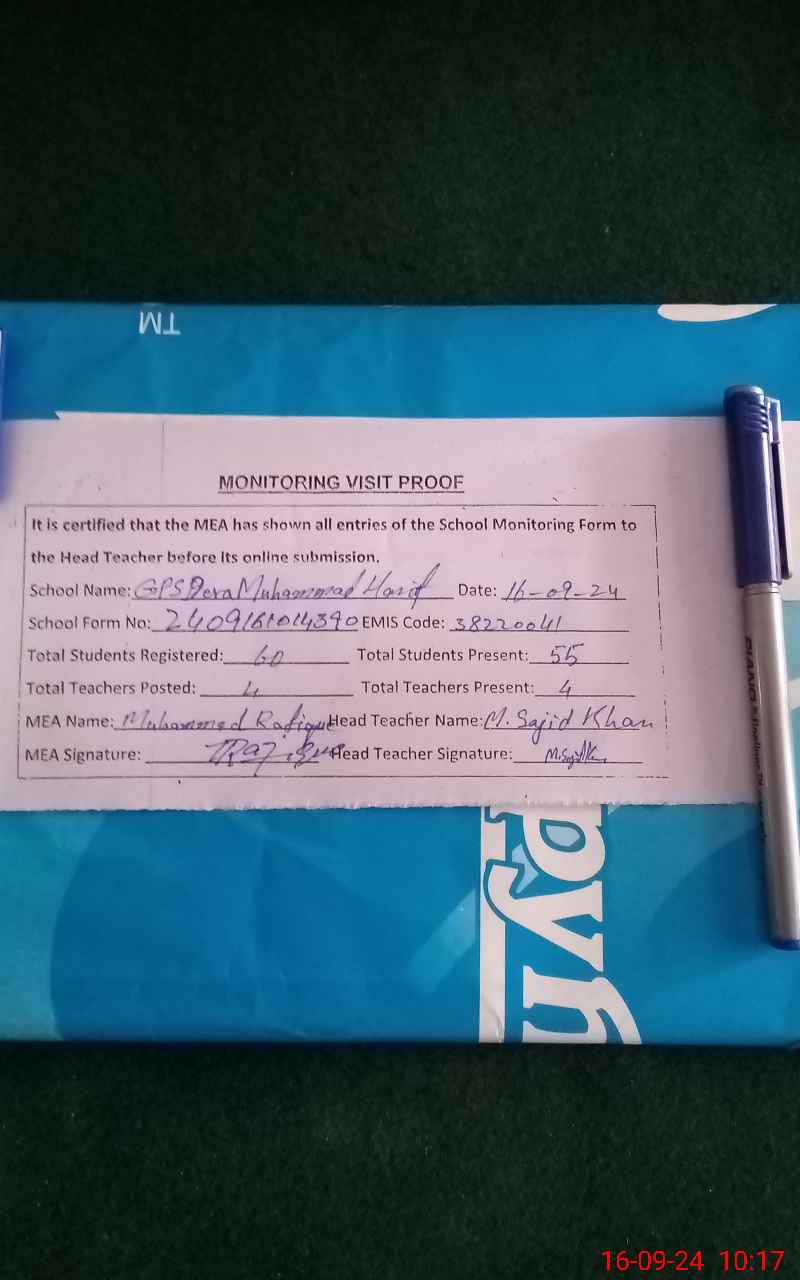 TM
MONITORING VISIT PROOF
It is certified that the MEA has shown all entries of the School Monitoring Form to
the Head Teacher before its online submission.
School Name: GPS Dera Muhammad Hanif Date: 16-09-24
School Form No: 2409161014390 EMIS Code: 38220041
Total Students Registered: 60 Total Students Present: 55
Total Teachers Posted: 4 Total Teachers Present: 4
MEA Name: Muhammad Rafique Head Teacher Name: M. Sajid Khan
MEA Signature: Head Teacher Signature:
16-09-24 10:17